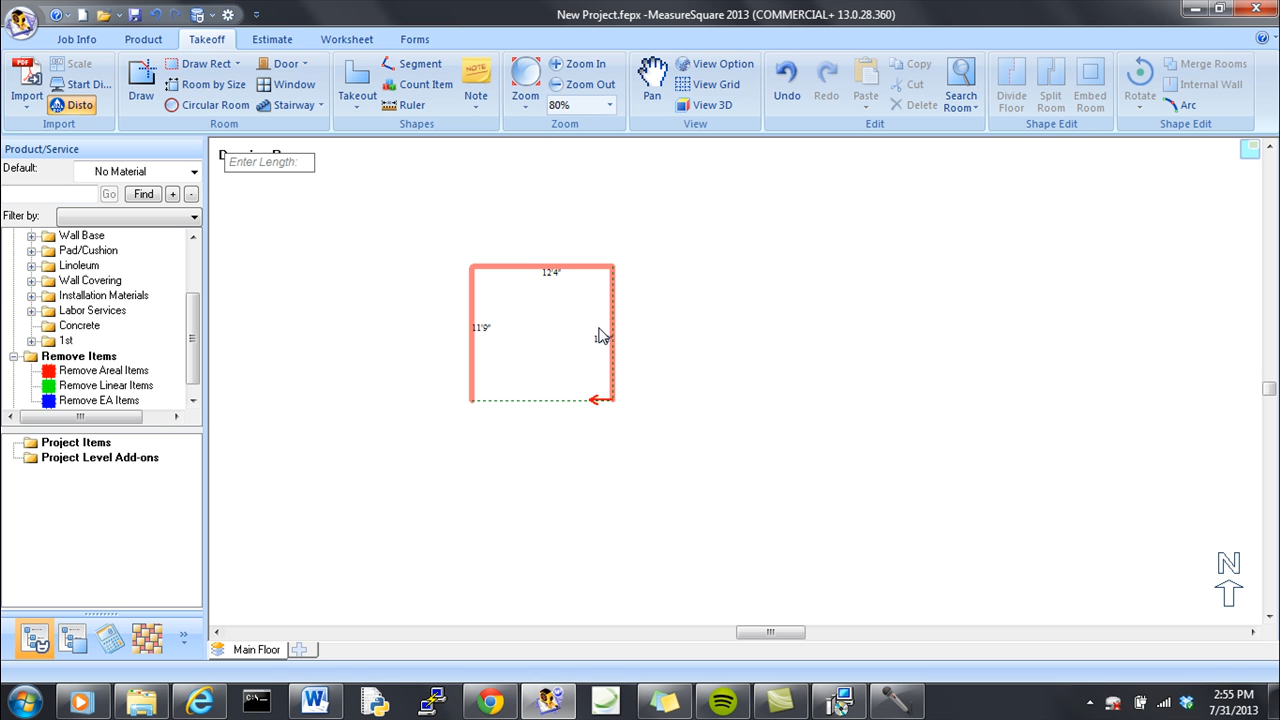 New Project.fepx -MeasureSquare 2013 (COMMERCIAL+ 13.0.28.360)
Job Info Product Takeoff Estimate Worksheet Forms
PDF Import Scale Start Di... Disto Import
Draw Draw Rect Room by Size Circular Room Door Window Stairway Room
Takeoff Segment Count Item Ruler NOTE Note Shapes
Zoom Zoom In Zoom Out 80% Zoom
Pan View Option View Grid View 3D View
Undo Redo Paste Copy Cut Delete Search Room Edit
Divide Floor Split Room Embed Room Shape Edit
Rotate Merge Rooms Internal Wall Arc Shape Edit
Product/Service
Default: No Material
Go Find + -
Filter by:
Wall Base
Pad/Cushion
Linoleum
Wall Covering
Installation Materials
Labor Services
Concrete
1st
Remove Items
Remove Areal Items
Remove Linear Items
Remove EA Items
Project Items
Project Level Add-ons
Enter Length:
12'4"
11'9"
N
Main Floor
2:55 PM
7/31/2013